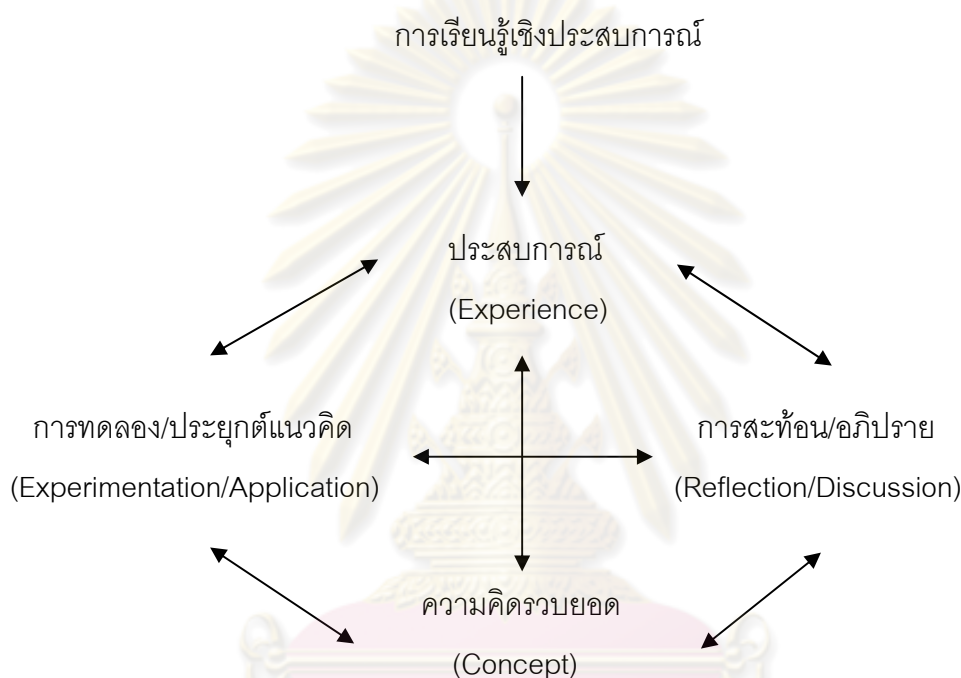 การเรียนรู้เชิงประสบการณ์
ประสบการณ์
(Experience)
การทดลอง/ประยุกต์แนวคิด
(Experimentation/Application)
การสะท้อน/อภิปราย
(Reflection/Discussion)
ความคิดรวบยอด
(Concept)